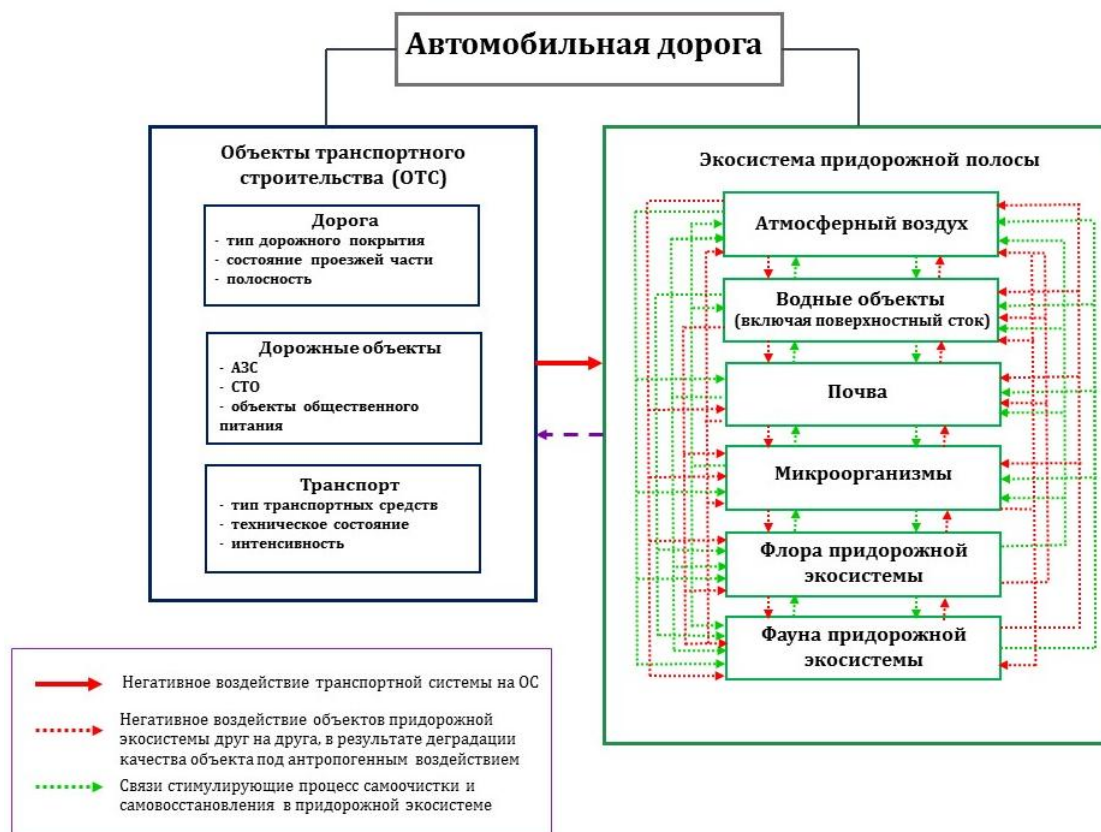 Автомобильная дорога
Объекты транспортного
строительства (ОТС)
Дорога
- тип дорожного покрытия
- состояние проезжей части
- полосность
Дорожные объекты
- АЗС
- СТО
- объекты общественного
питания
Транспорт
- тип транспортных средств
- техническое состояние
- интенсивность
Экосистема придорожной полосы
Атмосферный воздух
Водные объекты
(включая поверхностный сток)
Почва
Микроорганизмы
Флора придорожной
экосистемы
Фауна придорожной
экосистемы
Негативное воздействие транспортной системы на ОС
Негативное воздействие объектов придорожной
экосистемы друг на друга, в результате деградации
качества объекта под антропогенным воздействием
Связи стимулирующие процесс самоочистки и
самовосстановления в придорожной экосистеме